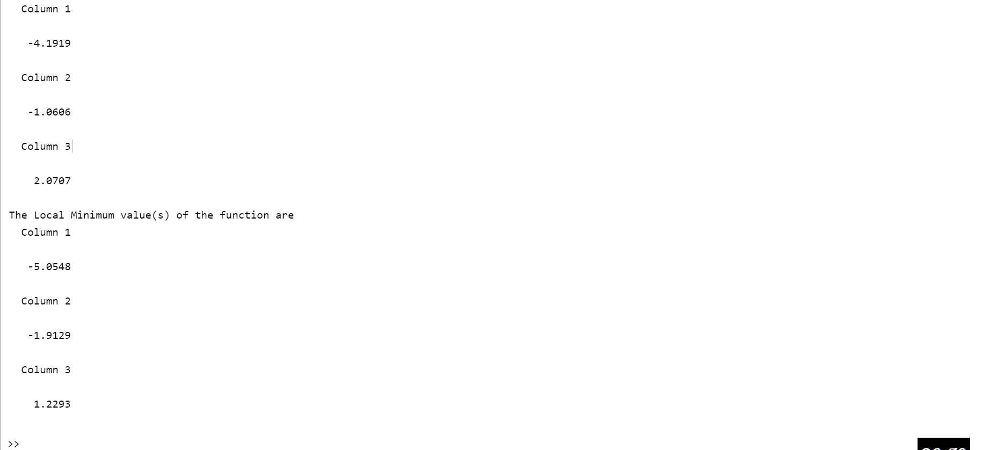 Column 1
-4.1919
Column 2
-1.0606
Column 3
2.0707
The Local Minimum value(s) of the function are
Column 1
-5.0548
Column 2
-1.9129
Column 3
1.2293
>>